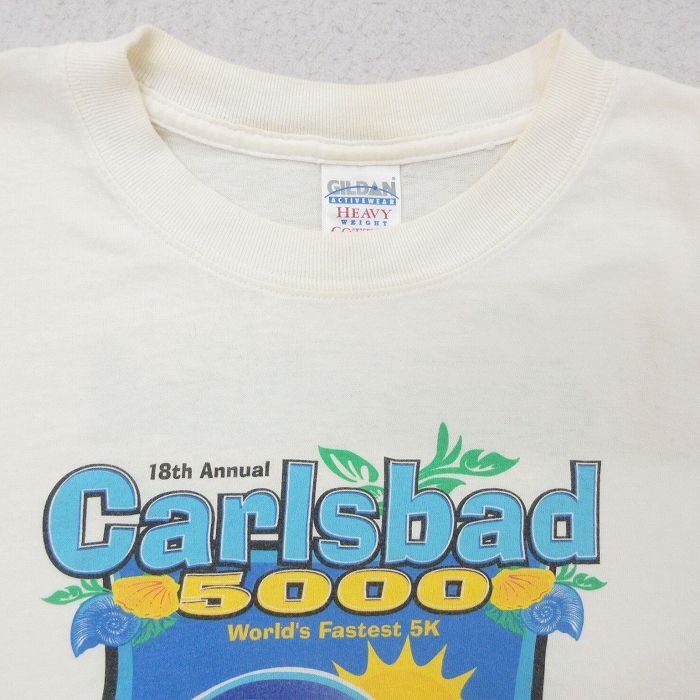 GILDAN
ACTIVEWEAR
HEAVY
WEIGHT
18th Annual
Carlsbad
5000
World's Fastest 5K